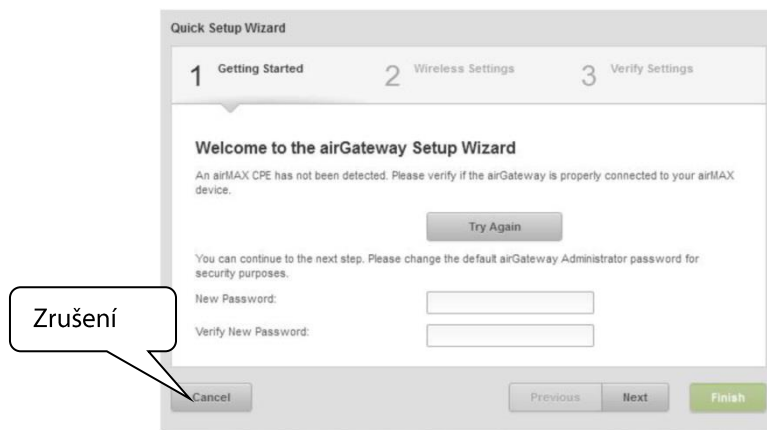 Quick Setup Wizard
1 Getting Started
2 Wireless Settings
3 Verify Settings
Welcome to the airGateway Setup Wizard
An airMAX CPE has not been detected. Please verify if the airGateway is properly connected to your airMAX
device.
Try Again
You can continue to the next step. Please change the default airGateway Administrator password for
security purposes.
New Password:
Verify New Password:
Zrušení
Cancel
Previous
Next
Finish